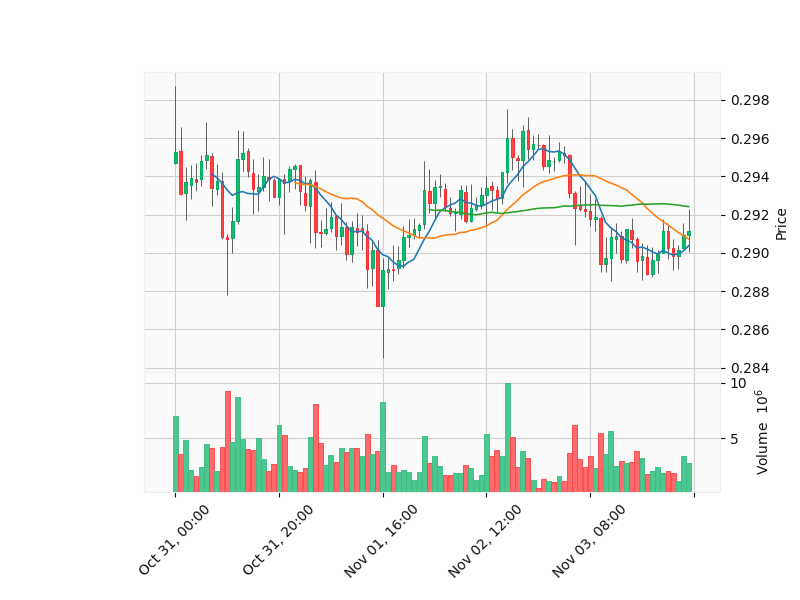 0.298
0.296
0.294
0.292
0.290
0.288
0.286
0.284
Price
10
5
Volume 10⁶
Oct 31, 00:00
Oct 31, 20:00
Nov 01, 16:00
Nov 02, 12:00
Nov 03, 08:00